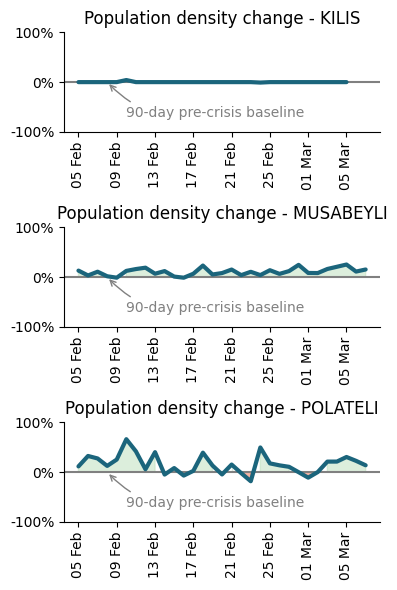 Population density change - KILIS
100%
0%
-100%
90-day pre-crisis baseline
05 Feb
09 Feb
13 Feb
17 Feb
21 Feb
25 Feb
01 Mar
05 Mar
Population density change - MUSABEYLI
100%
0%
-100%
90-day pre-crisis baseline
05 Feb
09 Feb
13 Feb
17 Feb
21 Feb
25 Feb
01 Mar
05 Mar
Population density change - POLATELI
100%
0%
-100%
90-day pre-crisis baseline
05 Feb
09 Feb
13 Feb
17 Feb
21 Feb
25 Feb
01 Mar
05 Mar